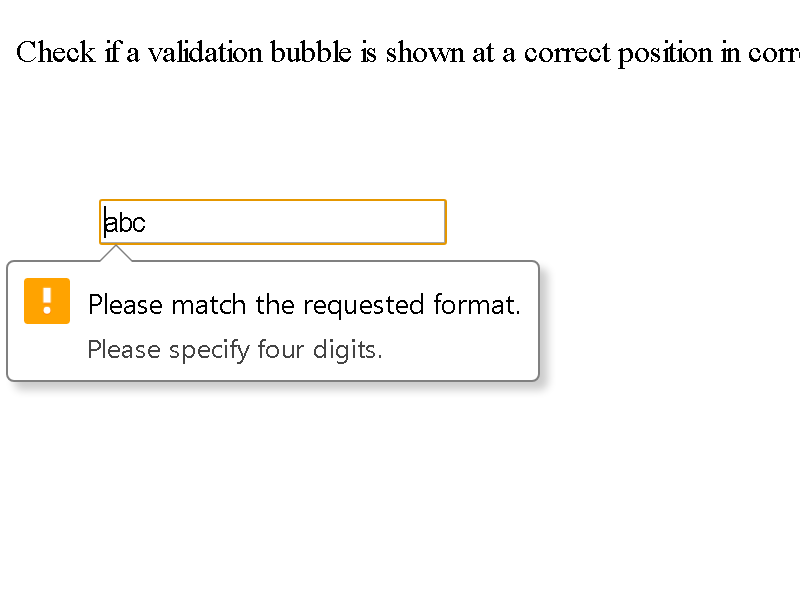 Check if a validation bubble is shown at a correct position in corr
abc
Please match the requested format.
Please specify four digits.